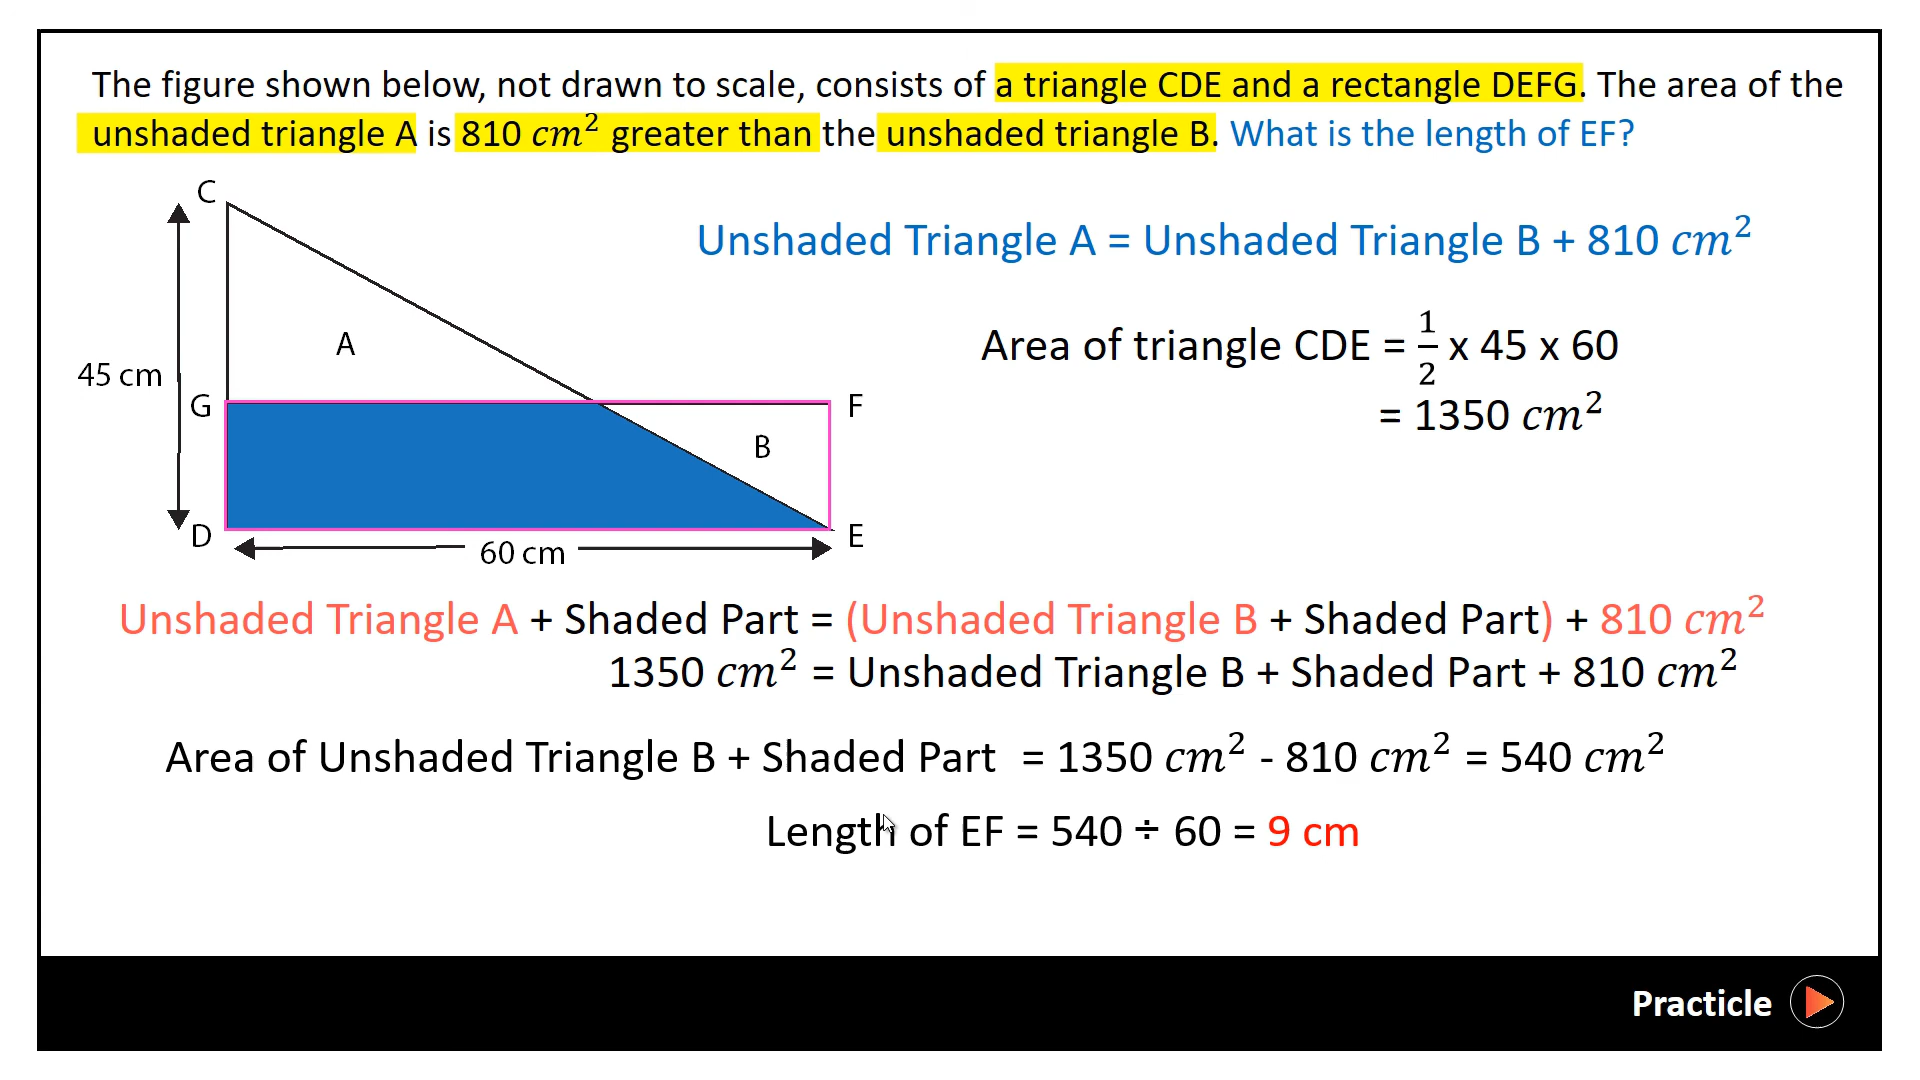 The figure shown below, not drawn to scale, consists of a triangle CDE and a rectangle DEFG. The area of the
unshaded triangle A is 810 cm² greater than the unshaded triangle B. What is the length of EF?
C
Unshaded Triangle A = Unshaded Triangle B + 810 cm²
A
Area of triangle CDE = 1/2 x 45 x 60
45 cm
G
F
= 1350 cm²
B
D
E
60 cm
Unshaded Triangle A + Shaded Part = (Unshaded Triangle B + Shaded Part) + 810 cm²
1350 cm² = Unshaded Triangle B + Shaded Part + 810 cm²
Area of Unshaded Triangle B + Shaded Part = 1350 cm² - 810 cm² = 540 cm²
Length of EF = 540 ÷ 60 = 9 cm
Practicle